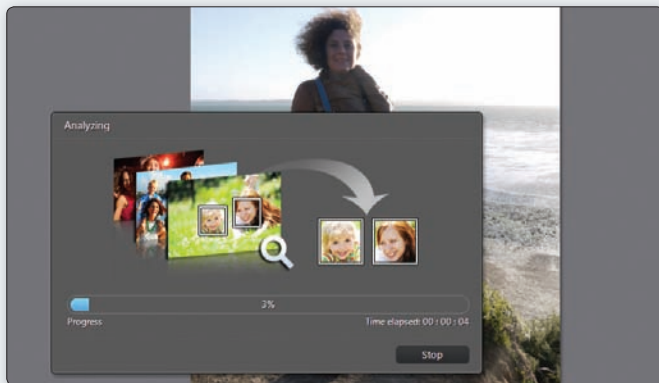 Analyzing
3%
Progress
Time elapsed: 00 : 00 : 04
Stop